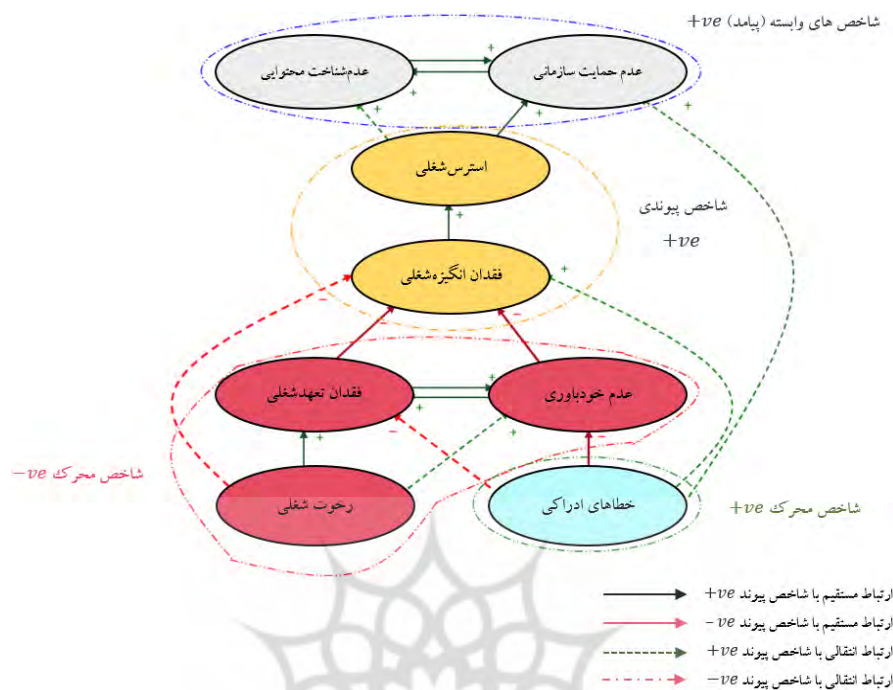 شاخص های وابسته (پیامد) +ve
عدم‌شناخت محتوایی
عدم حمایت سازمانی
+
+
+
+
+
استرس‌شغلی
شاخص پیوندی
+ve
+
فقدان انگیزه‌شغلی
+
-
-
-
فقدان تعهدشغلی
عدم خودباوری
+
+
شاخص محرک -ve
+
+
-
-
رخوت شغلی
خطاهای ادراکی
شاخص محرک +ve
ارتباط مستقیم با شاخص پیوند +ve
ارتباط مستقیم با شاخص پیوند -ve
ارتباط انتقالی با شاخص پیوند +ve
ارتباط انتقالی با شاخص پیوند -ve